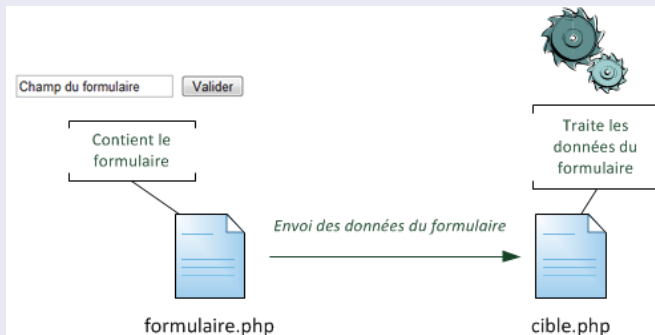 Champ du formulaire
Valider
Contient le
formulaire
Traite les
données du
formulaire
Envoi des données du formulaire
formulaire.php
cible.php